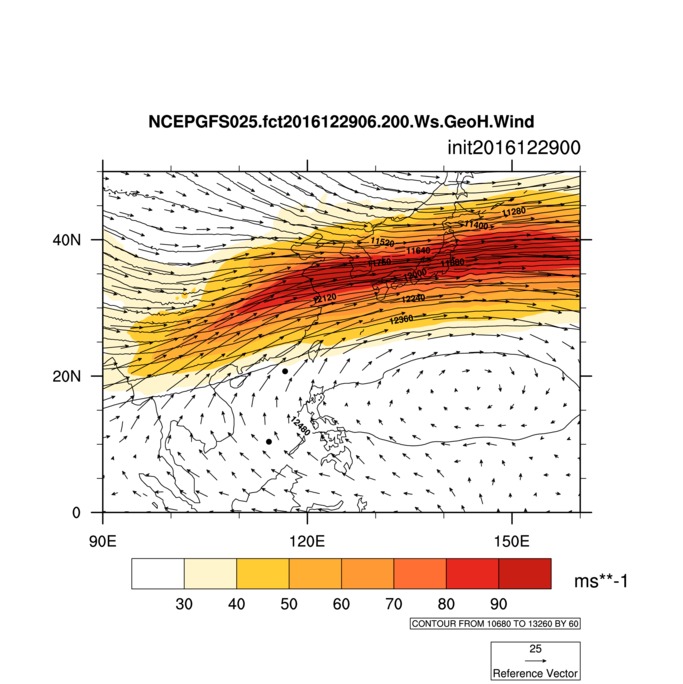 NCEPGFS025.fct2016122906.200.Ws.GeoH.Wind
init2016122900
11280
11400
40N
11520
11640
11760
11880
12000
12120
12240
12360
20N
12480
0
90E 120E 150E
ms**-1
30 40 50 60 70 80 90
CONTOUR FROM 10680 TO 13260 BY 60
25
Reference Vector